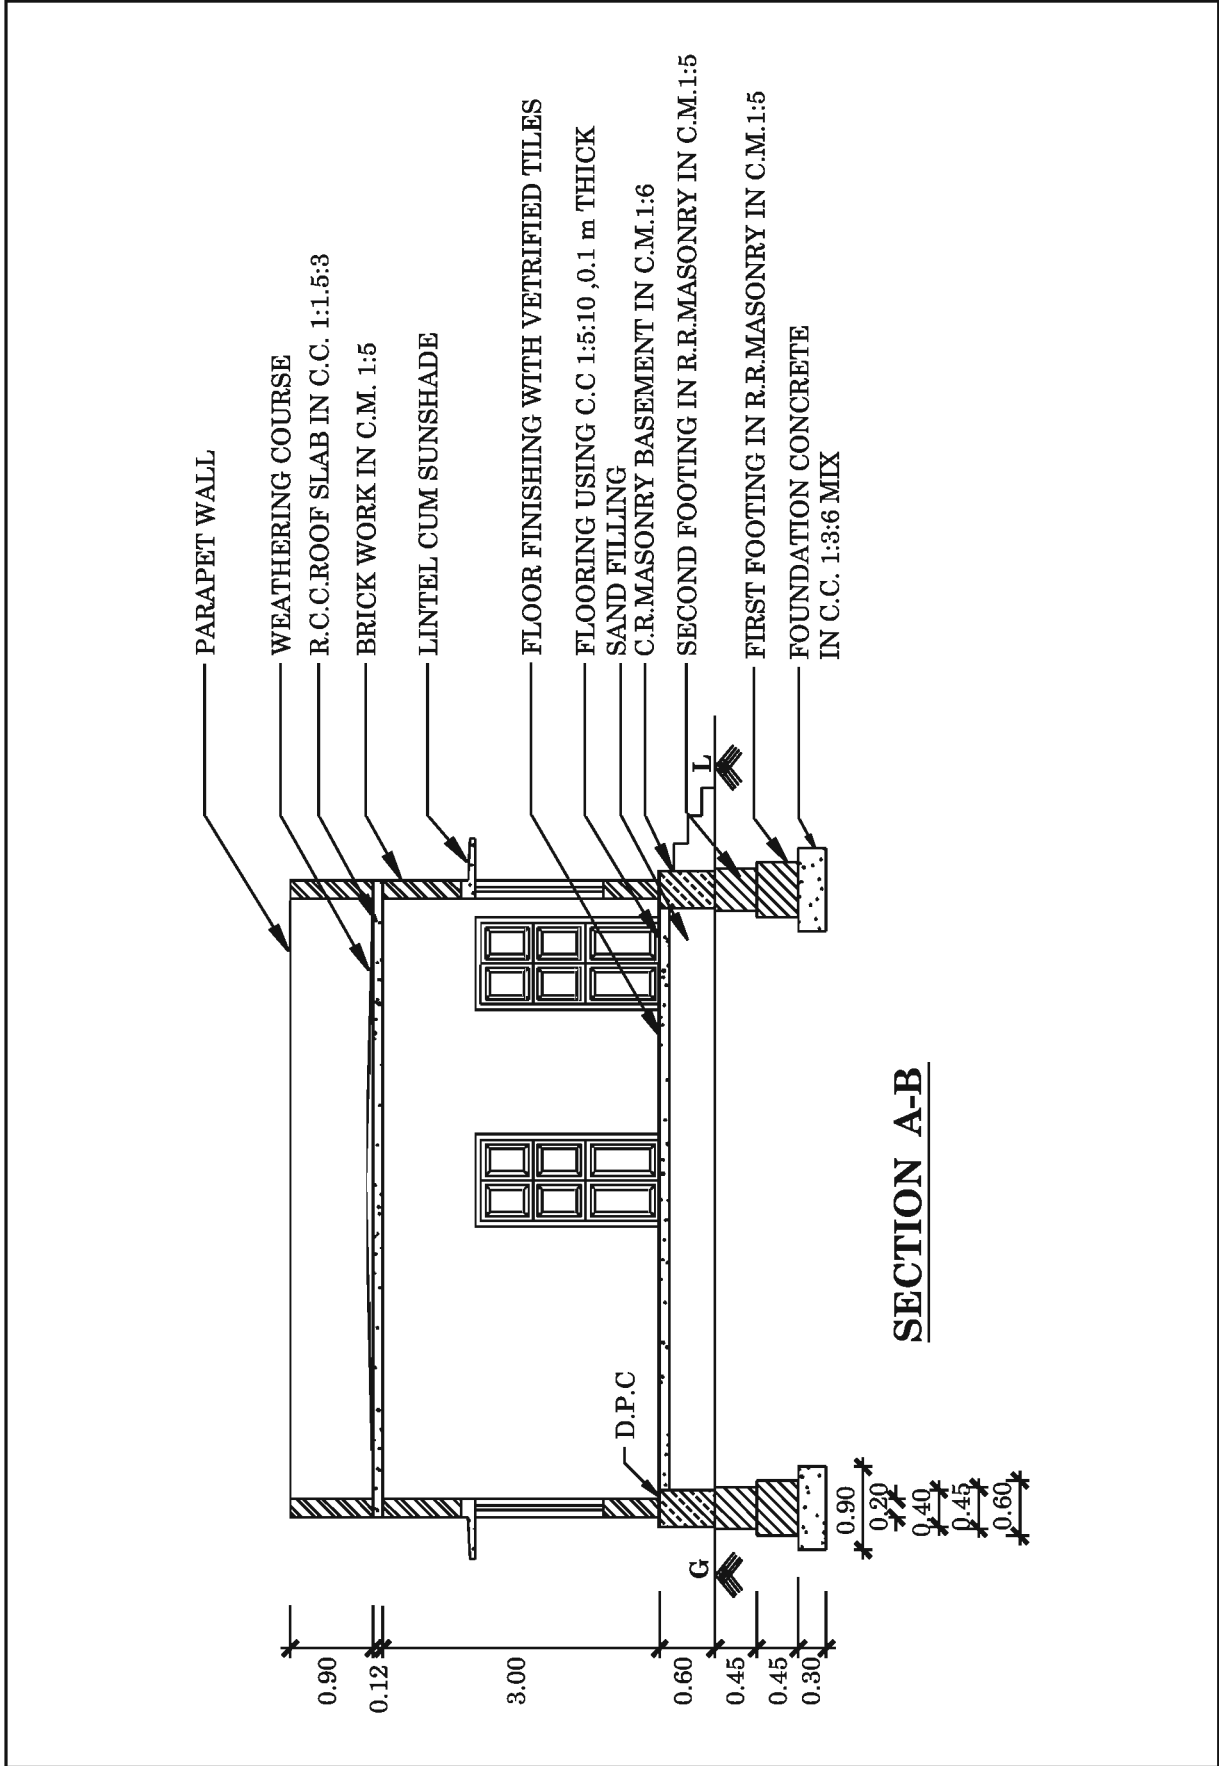 PARAPET WALL
WEATHERING COURSE
R.C.C.ROOF SLAB IN C.C. 1:1.5:3
BRICK WORK IN C.M. 1:5
LINTEL CUM SUNSHADE
FLOOR FINISHING WITH VETRIFIED TILES
FLOORING USING C.C 1:5:10 ,0.1 m THICK
SAND FILLING
C.R.MASONRY BASEMENT IN C.M.1:6
SECOND FOOTING IN R.R.MASONRY IN C.M.1:5
FIRST FOOTING IN R.R.MASONRY IN C.M.1:5
FOUNDATION CONCRETE
IN C.C. 1:3:6 MIX
D.P.C
G
L
0.90
0.12
3.00
0.60
0.45
0.45
0.30
0.90
0.20
0.40
0.45
0.60
SECTION A-B